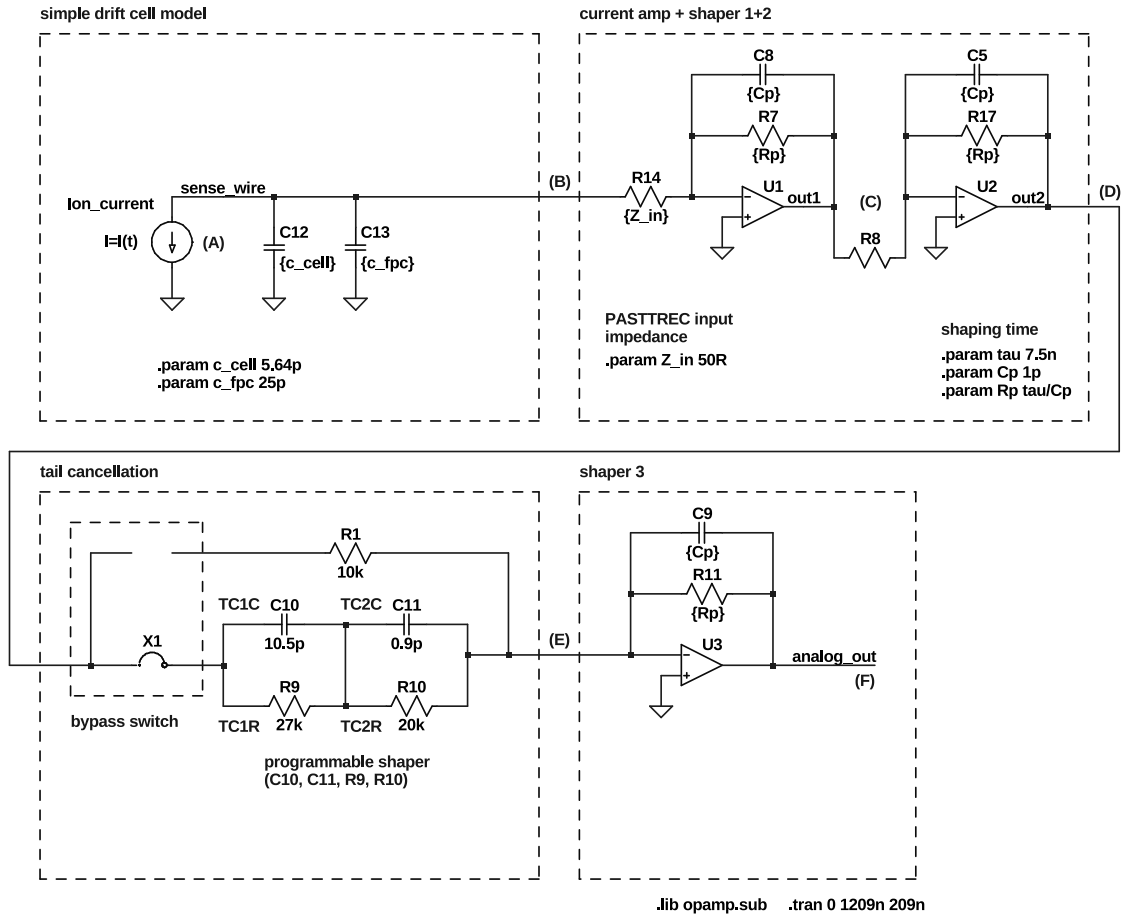 simple drift cell model
current amp + shaper 1+2
C8
{Cp}
R7
{Rp}
C5
{Cp}
R17
{Rp}
sense_wire
(B)
R14
{Z_in}
U1
out1
(C)
U2
out2
(D)
Ion_current
I=I(t)
(A)
C12
{c_cell}
C13
{c_fpc}
R8
PASTTREC input
impedance
.param Z_in 50R
shaping time
.param tau 7.5n
.param Cp 1p
.param Rp tau/Cp
.param c_cell 5.64p
.param c_fpc 25p
tail cancellation
shaper 3
R1
10k
TC1C
C10
10.5p
TC2C
C11
0.9p
X1
R9
27k
R10
20k
TC1R
TC2R
bypass switch
programmable shaper
(C10, C11, R9, R10)
(E)
C9
{Cp}
R11
{Rp}
U3
analog_out
(F)
.lib opamp.sub
.tran 0 1209n 209n